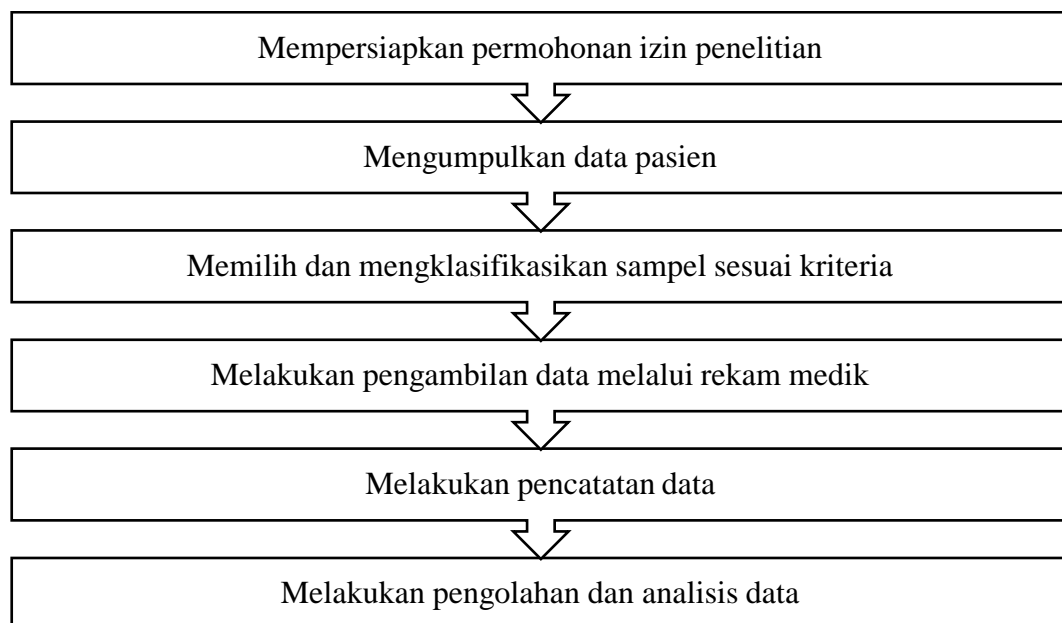 Mempersiapkan permohonan izin penelitian
Mengumpulkan data pasien
Memilih dan mengklasifikasikan sampel sesuai kriteria
Melakukan pengambilan data melalui rekam medik
Melakukan pencatatan data
Melakukan pengolahan dan analisis data